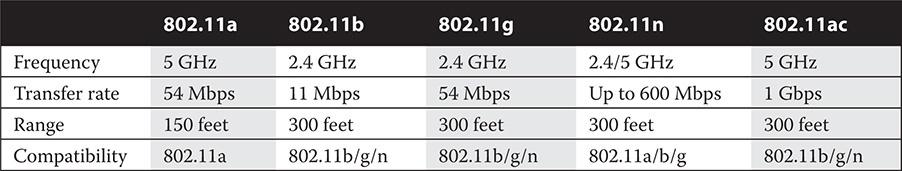 802.11a 802.11b 802.11g 802.11n 802.11ac
Frequency 5 GHz 2.4 GHz 2.4 GHz 2.4/5 GHz 5 GHz
Transfer rate 54 Mbps 11 Mbps 54 Mbps Up to 600 Mbps 1 Gbps
Range 150 feet 300 feet 300 feet 300 feet 300 feet
Compatibility 802.11a 802.11b/g/n 802.11b/g/n 802.11a/b/g 802.11b/g/n